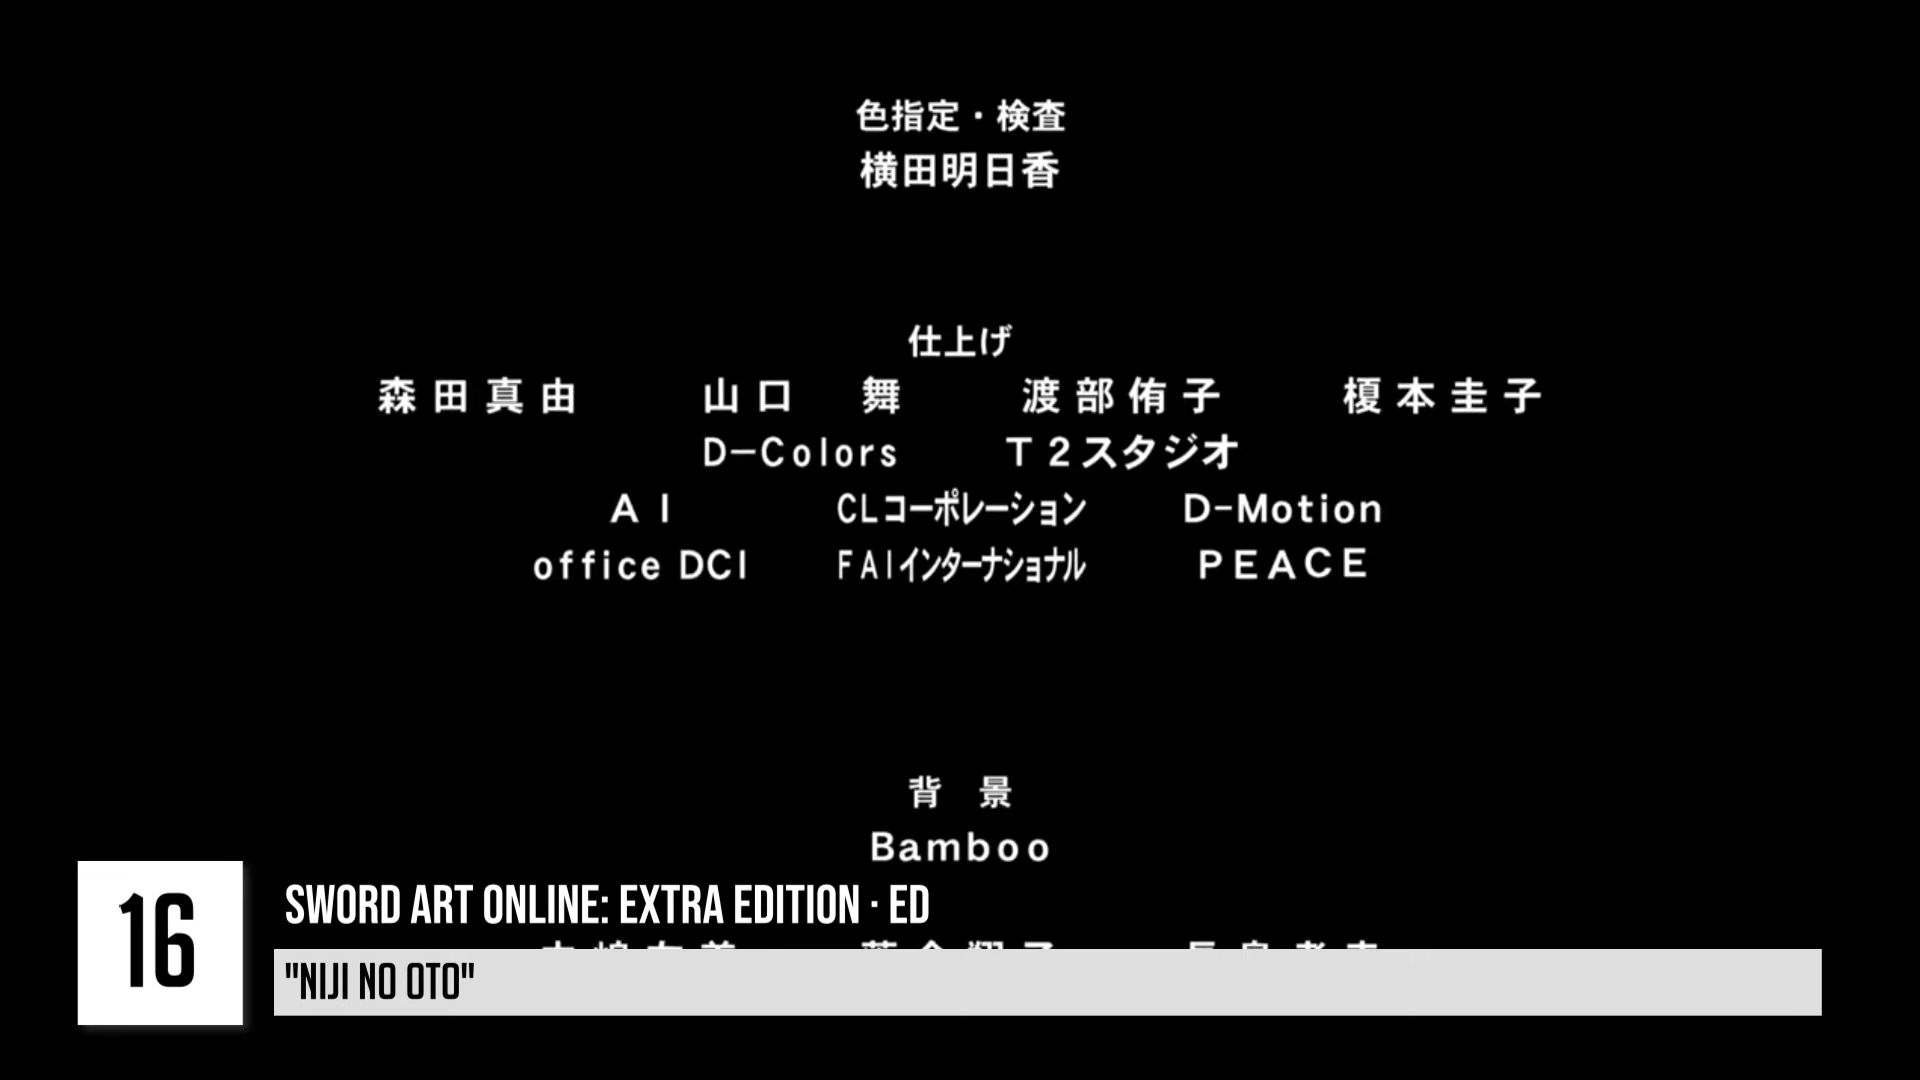 色指定・検査
横田明日香
仕上げ
森田真由 山口 舞 渡部侑子 榎本圭子
D-Colors T2スタジオ
AI CLコーポレーション D-Motion
office DCI FAIインターナショナル PEACE
背 景
Bamboo
16
SWORD ART ONLINE: EXTRA EDITION · ED
"NIJI NO OTO"